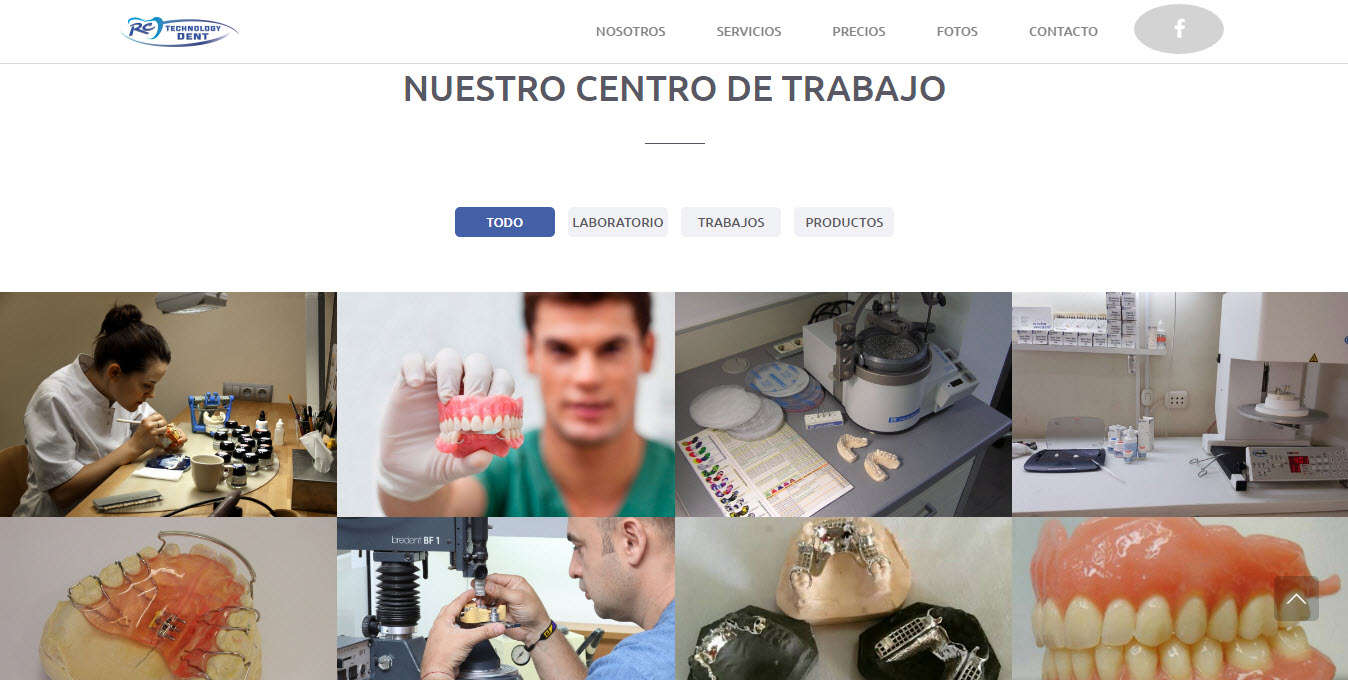 RC TECHNOLOGY
DENT
NOSOTROS SERVICIOS PRECIOS FOTOS CONTACTO
NUESTRO CENTRO DE TRABAJO
TODO LABORATORIO TRABAJOS PRODUCTOS
bredent BF 1